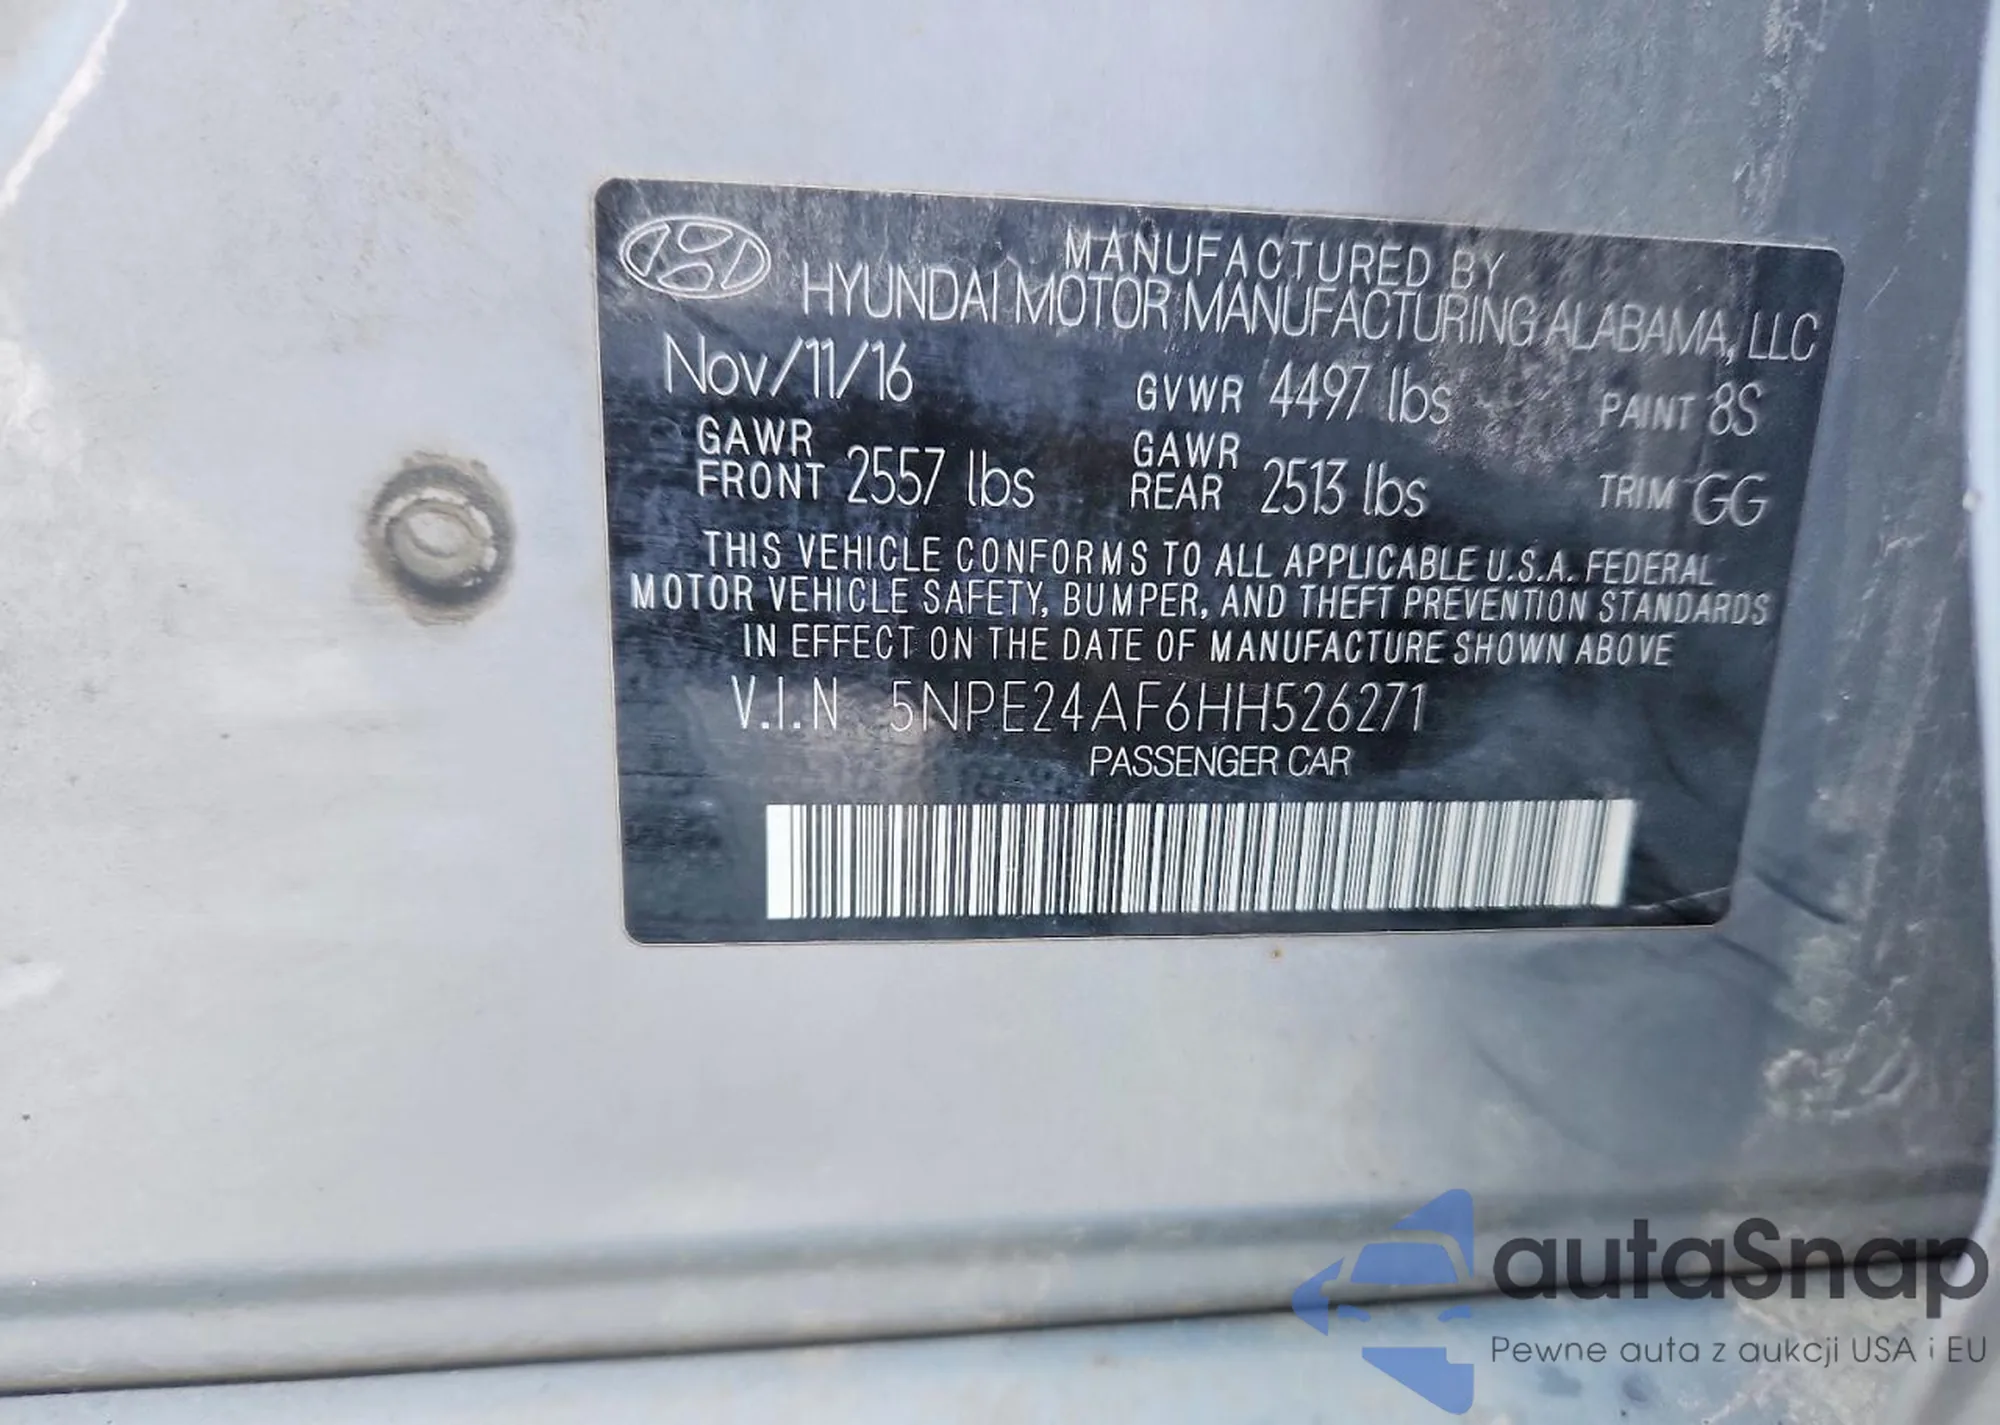 MANUFACTURED BY
HYUNDAI MOTOR MANUFACTURING ALABAMA, LLC
Nov/11/16 GVWR 4497 lbs PAINT 8S
GAWR FRONT 2557 lbs GAWR REAR 2513 lbs TRIM GG
THIS VEHICLE CONFORMS TO ALL APPLICABLE U.S.A. FEDERAL
MOTOR VEHICLE SAFETY, BUMPER, AND THEFT PREVENTION STANDARDS
IN EFFECT ON THE DATE OF MANUFACTURE SHOWN ABOVE
V.I.N 5NPE24AF6HH526271
PASSENGER CAR
autaSnap
Pewne auta z aukcji USA i EU